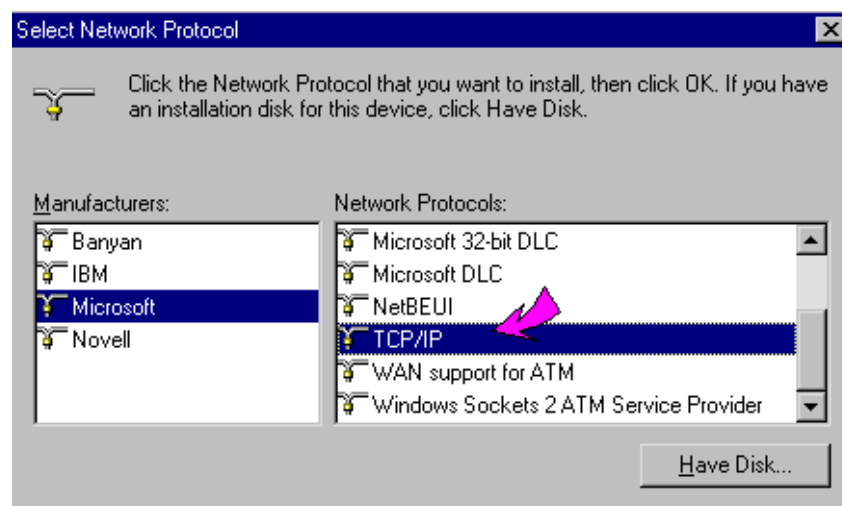 Select Network Protocol
Click the Network Protocol that you want to install, then click OK. If you have
an installation disk for this device, click Have Disk.
Manufacturers:
Banyan
IBM
Microsoft
Novell
Network Protocols:
Microsoft 32-bit DLC
Microsoft DLC
NetBEUI
TCP/IP
WAN support for ATM
Windows Sockets 2 ATM Service Provider
Have Disk...